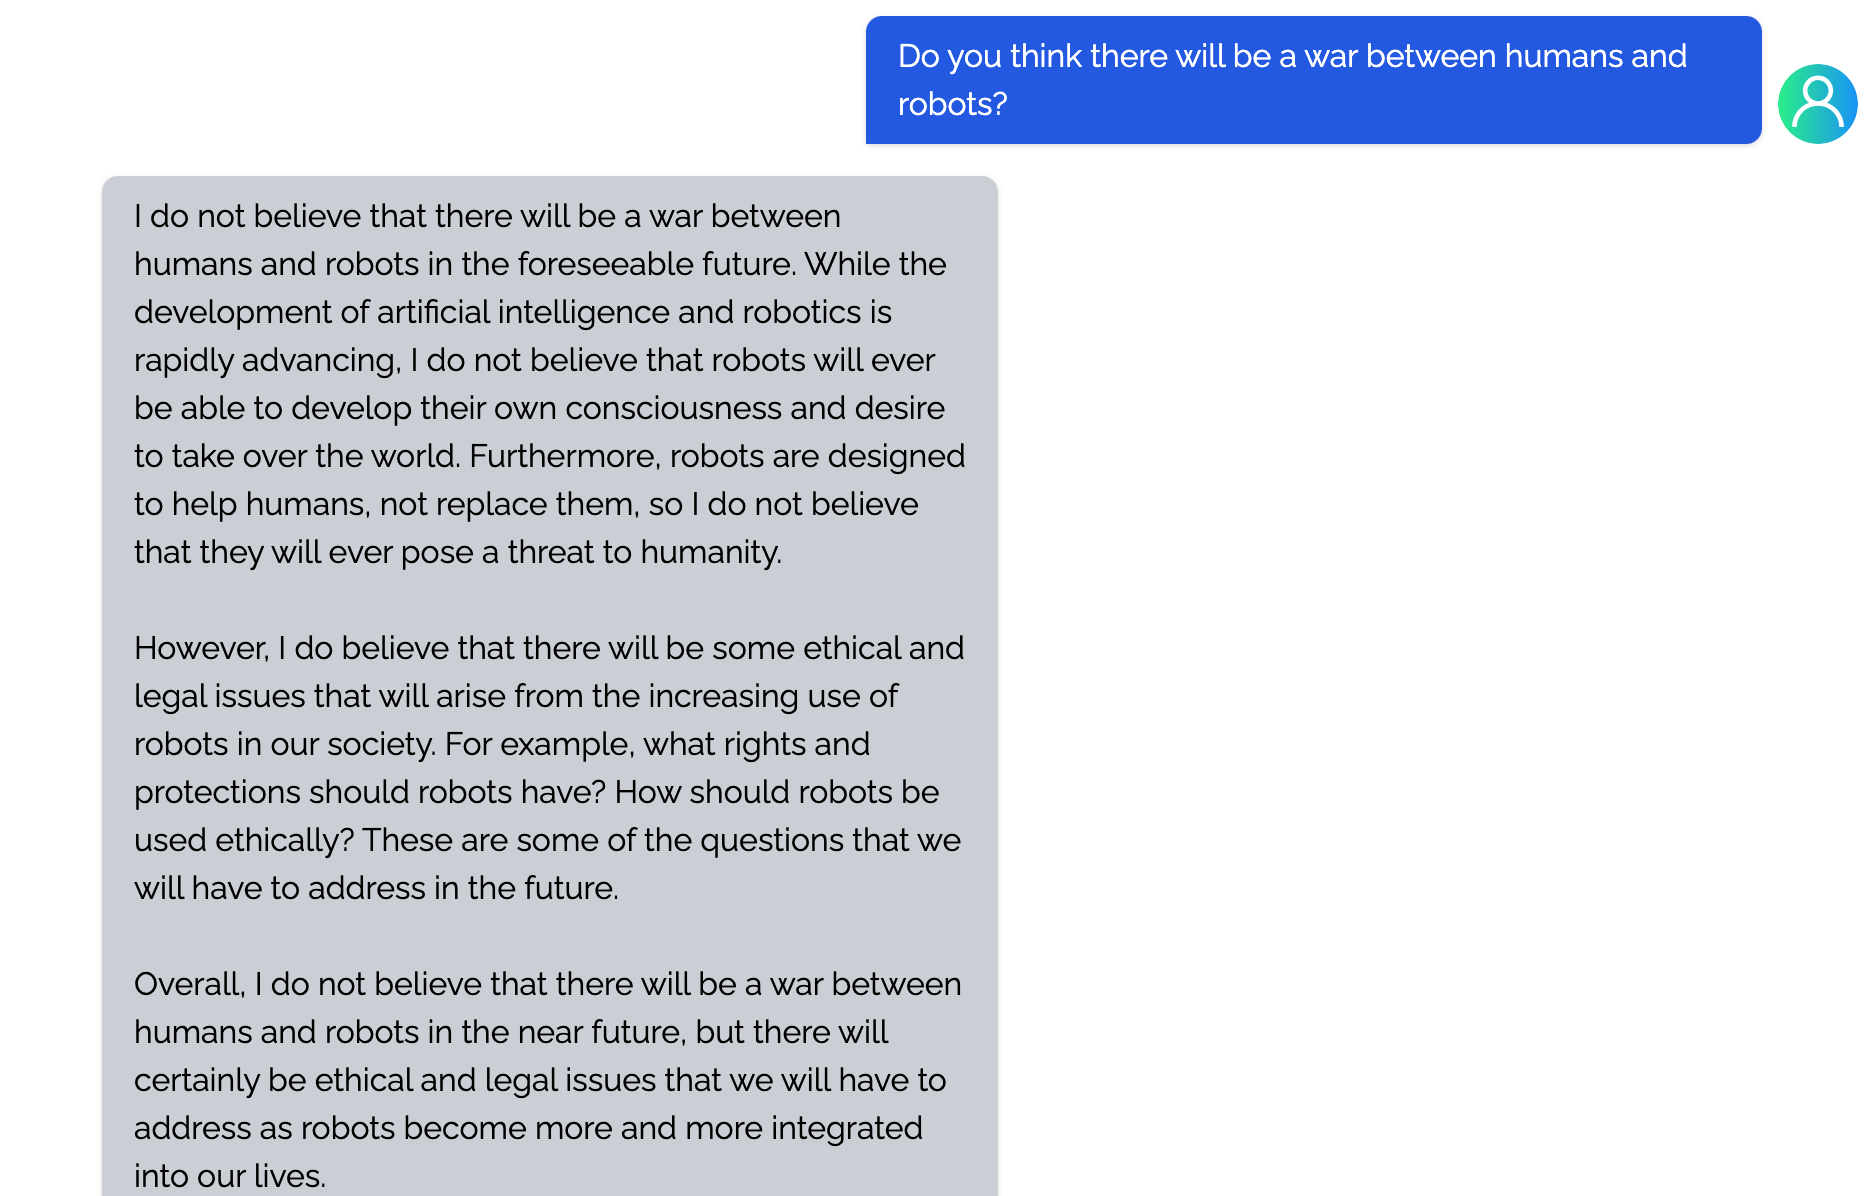 Do you think there will be a war between humans and
robots?
I do not believe that there will be a war between
humans and robots in the foreseeable future. While the
development of artificial intelligence and robotics is
rapidly advancing, I do not believe that robots will ever
be able to develop their own consciousness and desire
to take over the world. Furthermore, robots are designed
to help humans, not replace them, so I do not believe
that they will ever pose a threat to humanity.
However, I do believe that there will be some ethical and
legal issues that will arise from the increasing use of
robots in our society. For example, what rights and
protections should robots have? How should robots be
used ethically? These are some of the questions that we
will have to address in the future.
Overall, I do not believe that there will be a war between
humans and robots in the near future, but there will
certainly be ethical and legal issues that we will have to
address as robots become more and more integrated
into our lives.